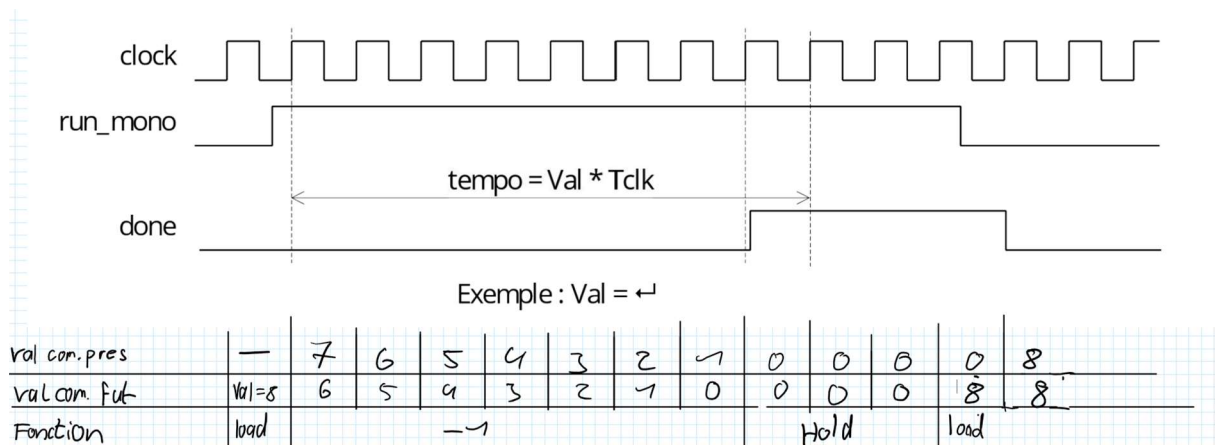 clock
run_mono
tempo = Val * Tclk
done
Exemple : Val = ↵
val con.pres — 7 6 5 4 3 2 1 0 0 0 0 8
val com. fut val=8 6 5 4 3 2 1 0 0 0 0 8 8
Fonction load -1 Hold load